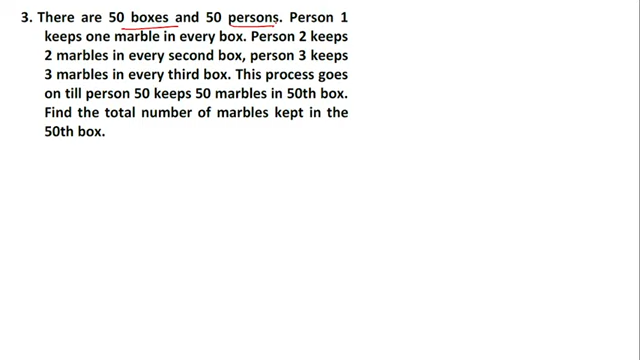 3. There are 50 boxes and 50 persons. Person 1
keeps one marble in every box. Person 2 keeps
2 marbles in every second box, person 3 keeps
3 marbles in every third box. This process goes
on till person 50 keeps 50 marbles in 50th box.
Find the total number of marbles kept in the
50th box.